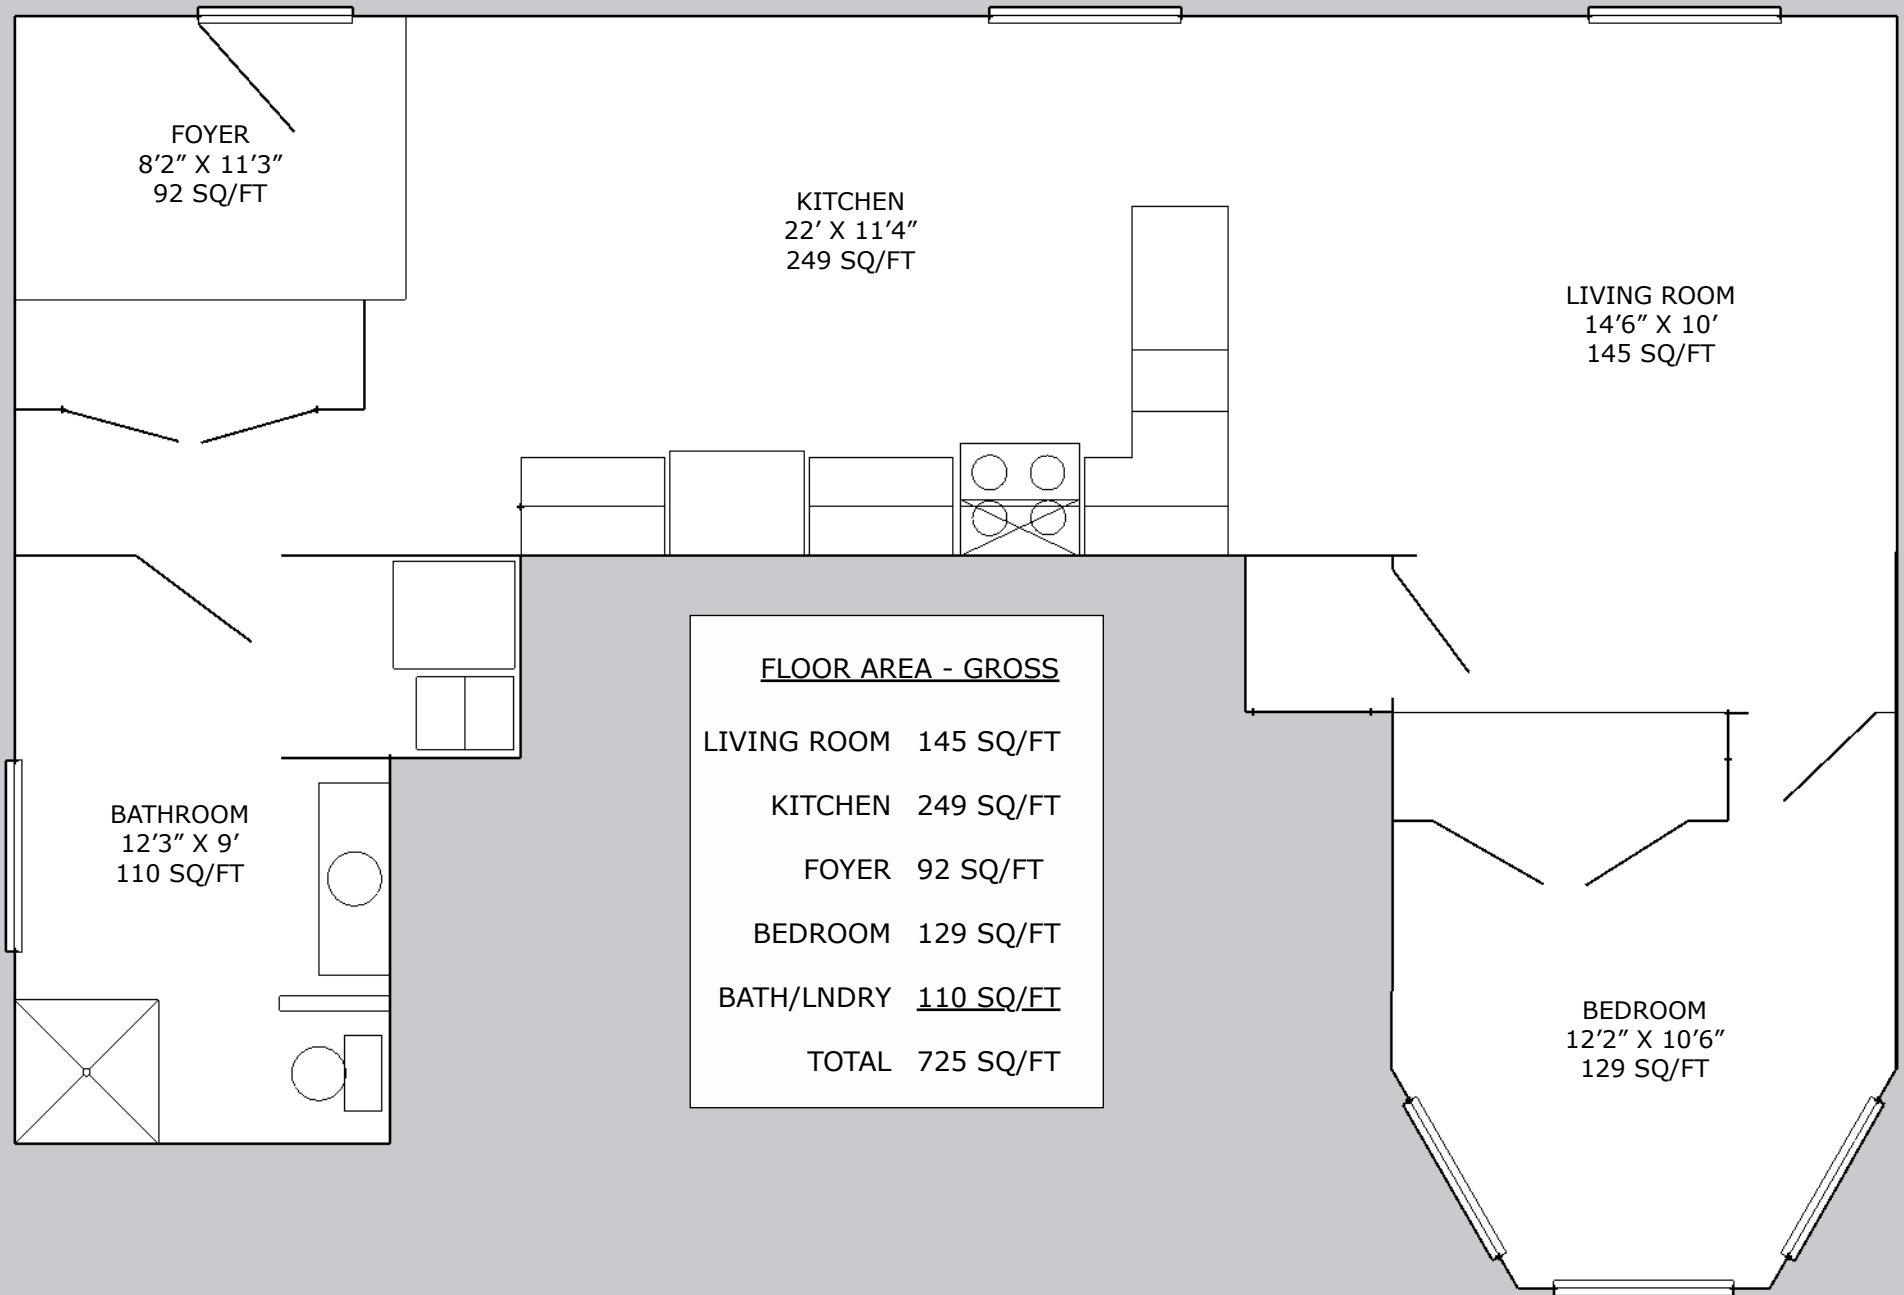 FOYER
8’2” X 11’3”
92 SQ/FT
KITCHEN
22’ X 11’4”
249 SQ/FT
LIVING ROOM
14’6” X 10’
145 SQ/FT
FLOOR AREA - GROSS
LIVING ROOM 145 SQ/FT
KITCHEN 249 SQ/FT
FOYER 92 SQ/FT
BEDROOM 129 SQ/FT
BATH/LNDRY 110 SQ/FT
TOTAL 725 SQ/FT
BATHROOM
12’3” X 9’
110 SQ/FT
BEDROOM
12’2” X 10’6”
129 SQ/FT